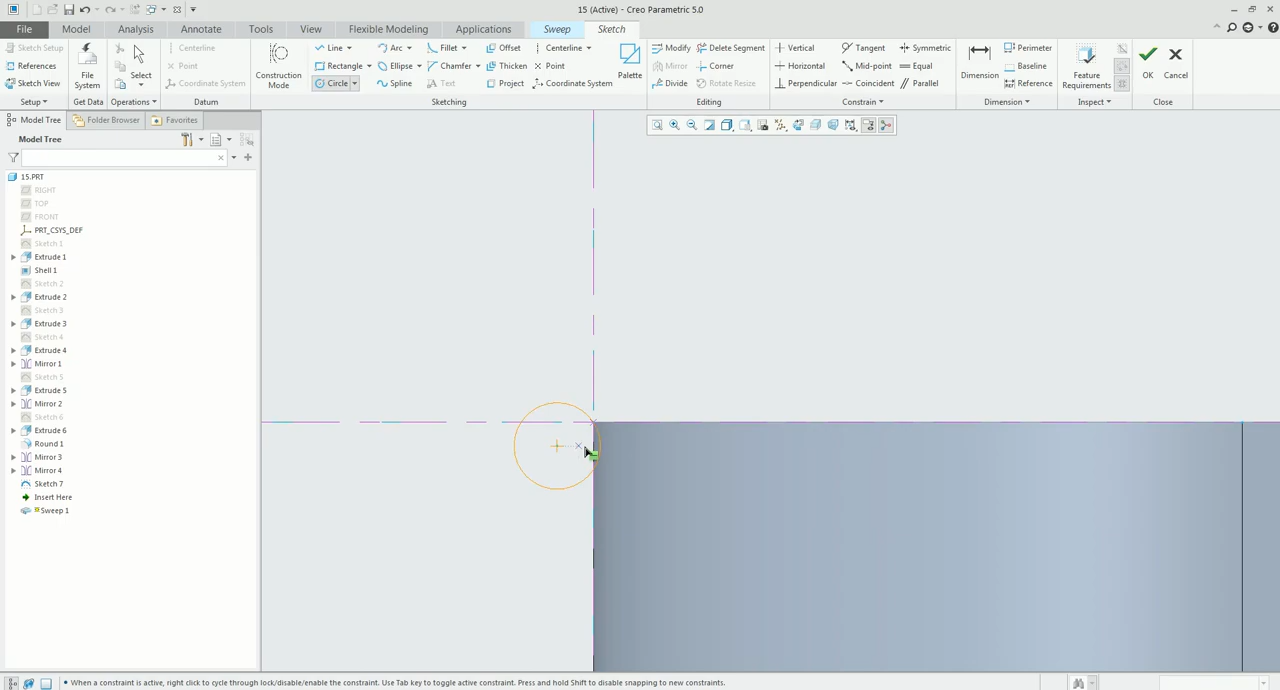 15 (Active) - Creo Parametric 5.0
File Model Analysis Annotate Tools View Flexible Modeling Applications Sweep Sketch
Sketch Setup
References
Sketch View
Setup
File System
Get Data
Select
Operations
Centerline
Point
Coordinate System
Datum
Construction Mode
Line Arc Fillet Offset Centerline
Rectangle Ellipse Chamfer Thicken Point
Circle Spline Text Project Coordinate System
Palette
Sketching
Modify Delete Segment
Mirror Corner
Divide Rotate Resize
Editing
Vertical Tangent Symmetric
Horizontal Mid-point Equal
Perpendicular Coincident Parallel
Constrain
Dimension
Perimeter
Baseline
Reference
Dimension
Feature Requirements
Inspect
OK
Cancel
Close
Model Tree Folder Browser Favorites
Model Tree
15.PRT
RIGHT
TOP
FRONT
PRT_CSYS_DEF
Sketch 1
Extrude 1
Shell 1
Sketch 2
Extrude 2
Sketch 3
Extrude 3
Sketch 4
Extrude 4
Mirror 1
Sketch 5
Extrude 5
Mirror 2
Sketch 6
Extrude 6
Round 1
Mirror 3
Mirror 4
Sketch 7
Insert Here
Sweep 1
When a constraint is active, right click to cycle through lock/disable/enable the constraint. Use Tab key to toggle active constraint. Press and hold Shift to disable snapping to new constraints.